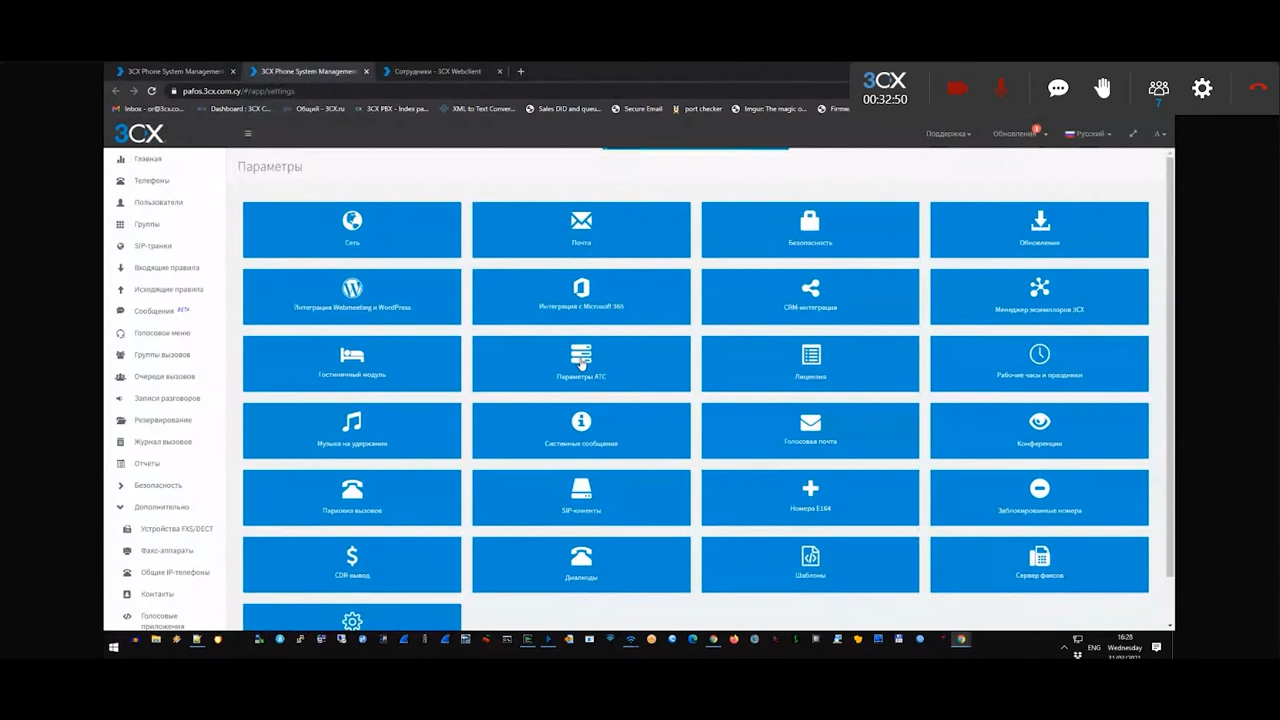 3CX Phone System Management
3CX Phone System Management
Сотрудники - 3CX Webclient
pafos.3cx.com.cy/#/app/settings
Inbox - or@3cx.co...
Dashboard : 3CX C...
Общий - 3CX.ru
3CX PBX - Index pa...
XML to Text Conver...
Sales DID and queu...
Secure Email
port checker
Imgur: The magic o...
Firmw
3CX
00:32:50
7
3CX
Поддержка
Обновления
Русский
A
Главная
Телефоны
Пользователи
Группы
SIP-транки
Входящие правила
Исходящие правила
Сообщения BETA
Голосовое меню
Группы вызовов
Очереди вызовов
Записи разговоров
Резервирование
Журнал вызовов
Отчеты
Безопасность
Дополнительно
Устройства FXS/DECT
Факс-аппараты
Общие IP-телефоны
Контакты
Голосовые
приложения
Параметры
Сеть
Почта
Безопасность
Обновления
Интеграция Webmeeting и WordPress
Интеграция с Microsoft 365
CRM-интеграция
Менеджер экземпляров 3CX
Гостиничный модуль
Параметры АТС
Лицензия
Рабочие часы и праздники
Музыка на удержании
Системные сообщения
Голосовая почта
Конференции
Парковка вызовов
SIP-клиенты
Номера E164
Заблокированные номера
CDR-вывод
Диалкоды
Шаблоны
Сервер факсов
ENG
16:28
Wednesday